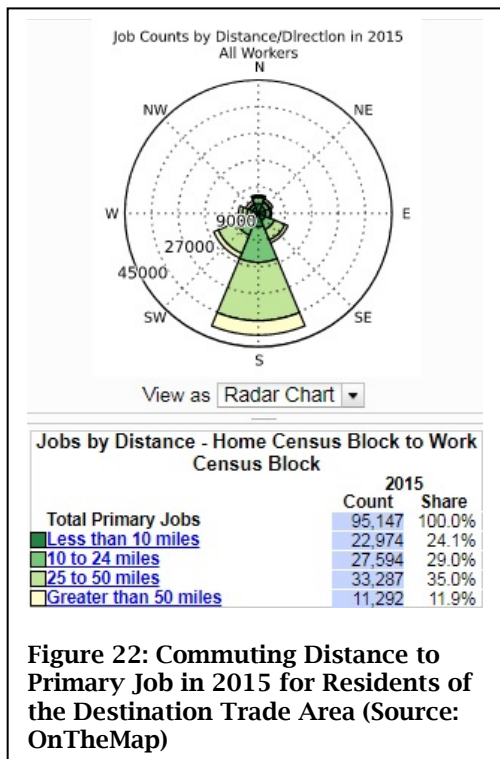 Job Counts by Distance/Direction in 2015
All Workers
N
NW
NE
W
9000
E
27000
45000
SW
SE
S
View as Radar Chart
Jobs by Distance - Home Census Block to Work
Census Block
2015
Count Share
Total Primary Jobs 95,147 100.0%
Less than 10 miles 22,974 24.1%
10 to 24 miles 27,594 29.0%
25 to 50 miles 33,287 35.0%
Greater than 50 miles 11,292 11.9%
Figure 22: Commuting Distance to
Primary Job in 2015 for Residents of
the Destination Trade Area (Source:
OnTheMap)